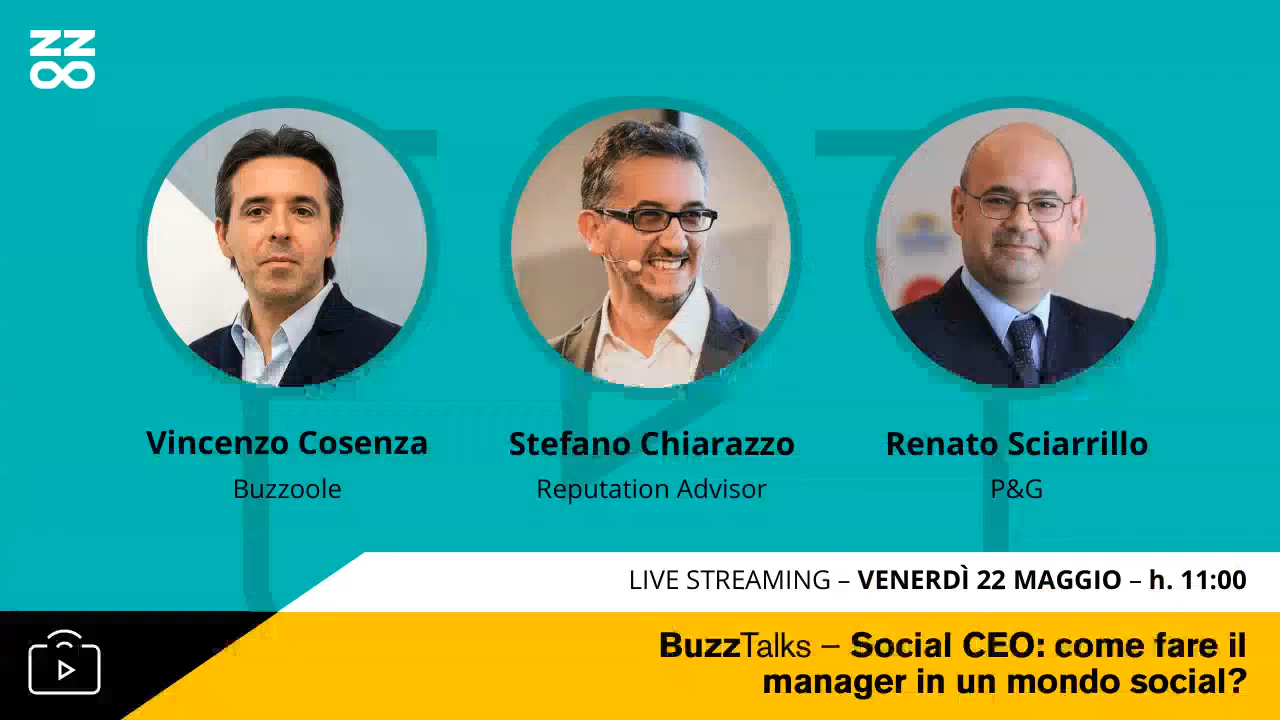 Vincenzo Cosenza
Buzzoole
Stefano Chiarazzo
Reputation Advisor
Renato Sciarrillo
P&G
LIVE STREAMING – VENERDÌ 22 MAGGIO – h. 11:00
BuzzTalks – Social CEO: come fare il
manager in un mondo social?